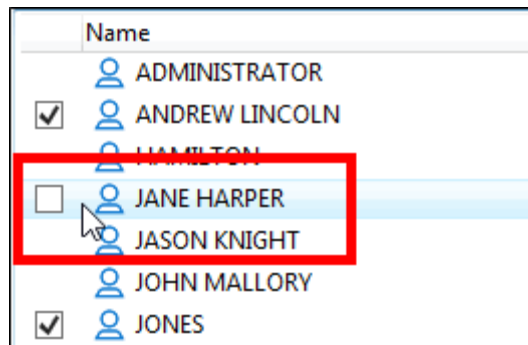 Name
ADMINISTRATOR
ANDREW LINCOLN
HAMILTON
JANE HARPER
JASON KNIGHT
JOHN MALLORY
JONES